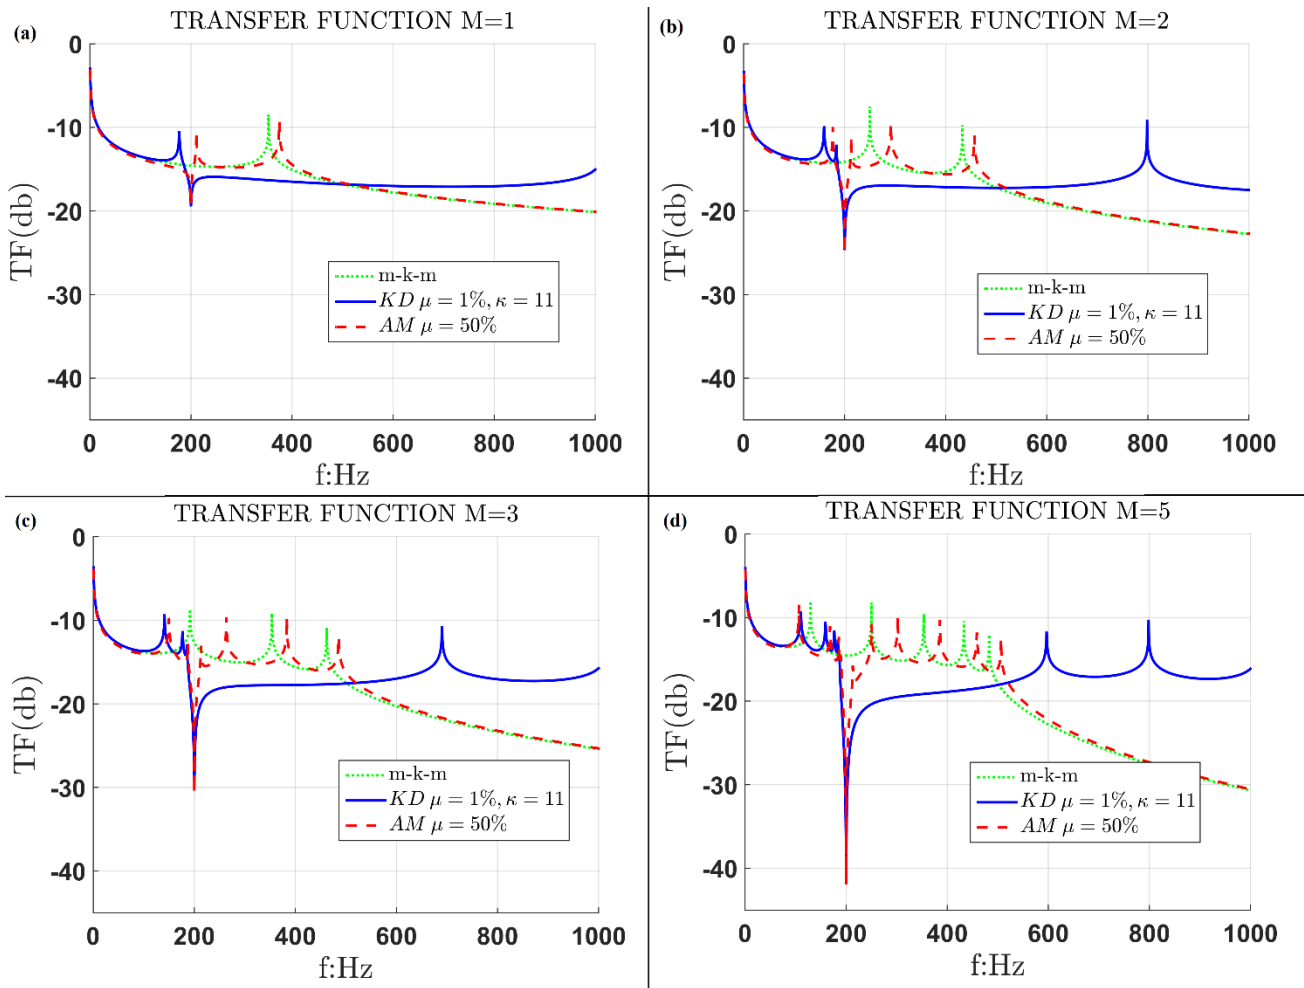 (a)
TRANSFER FUNCTION M=1
0
-10
-20
-30
-40
TF(db)
0 200 400 600 800 1000
f:Hz
m-k-m
KD μ = 1%, κ = 11
AM μ = 50%
(b)
TRANSFER FUNCTION M=2
0
-10
-20
-30
-40
TF(db)
0 200 400 600 800 1000
f:Hz
m-k-m
KD μ = 1%, κ = 11
AM μ = 50%
(c)
TRANSFER FUNCTION M=3
0
-10
-20
-30
-40
TF(db)
0 200 400 600 800 1000
f:Hz
m-k-m
KD μ = 1%, κ = 11
AM μ = 50%
(d)
TRANSFER FUNCTION M=5
0
-10
-20
-30
-40
TF(db)
0 200 400 600 800 1000
f:Hz
m-k-m
KD μ = 1%, κ = 11
AM μ = 50%